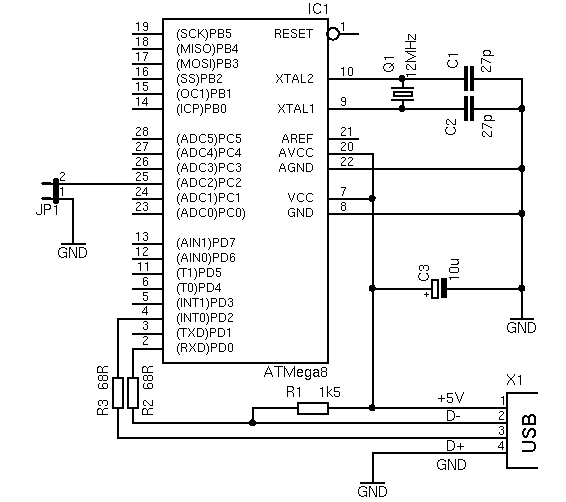 IC1
19 (SCK)PB5 RESET 1
18 (MISO)PB4
17 (MOSI)PB3
16 (SS)PB2 XTAL2 10
15 (OC1)PB1
14 (ICP)PB0 XTAL1 9
Q1 12MHz
C1 27p
C2 27p
28 (ADC5)PC5 AREF 21
27 (ADC4)PC4 AVCC 20
26 (ADC3)PC3 AGND 22
25 (ADC2)PC2
24 (ADC1)PC1 VCC 7
23 (ADC0)PC0) GND 8
2
1
JP1
GND
13 (AIN1)PD7
12 (AIN0)PD6
11 (T1)PD5
6 (T0)PD4
5 (INT1)PD3
4 (INT0)PD2
3 (TXD)PD1
2 (RXD)PD0
C3 10u
+
GND
ATMega8
R3 68R
R2 68R
R1 1k5
X1
+5V 1
D- 2
3
D+ 4
GND
USB
GND